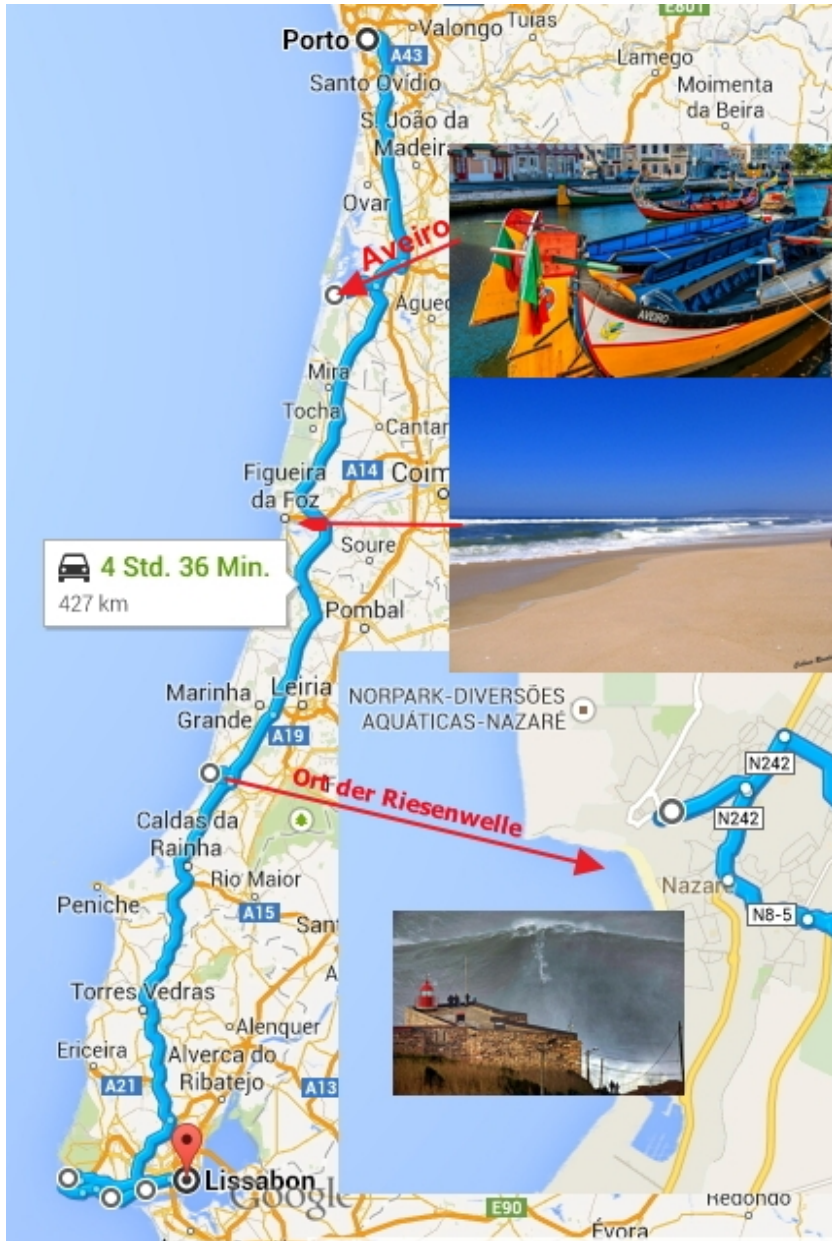 E801
Porto
Valongo
Tuias
A43
Lamego
Santo Ovídio
Moimenta
da Beira
S. João da
Madeira
Ovar
Aveiro
AVEIRO
Mira
Tocha
Figueira
da Foz
A14
Coim
Soure
4 Std. 36 Min.
427 km
Pombal
Marinha
Grande
Leiria
NORPARK-DIVERSÕES
AQUÁTICAS-NAZARÉ
A19
N242
Ort der Riesenwelle
N242
Caldas da
Rainha
Rio Maior
Peniche
Nazaré
A15
N8-5
Sant
Torres Vedras
A
Alenquer
Ericeira
Alverca do
Ribatejo
A21
A13
Lissabon
Google
E90
Redondo
Évora